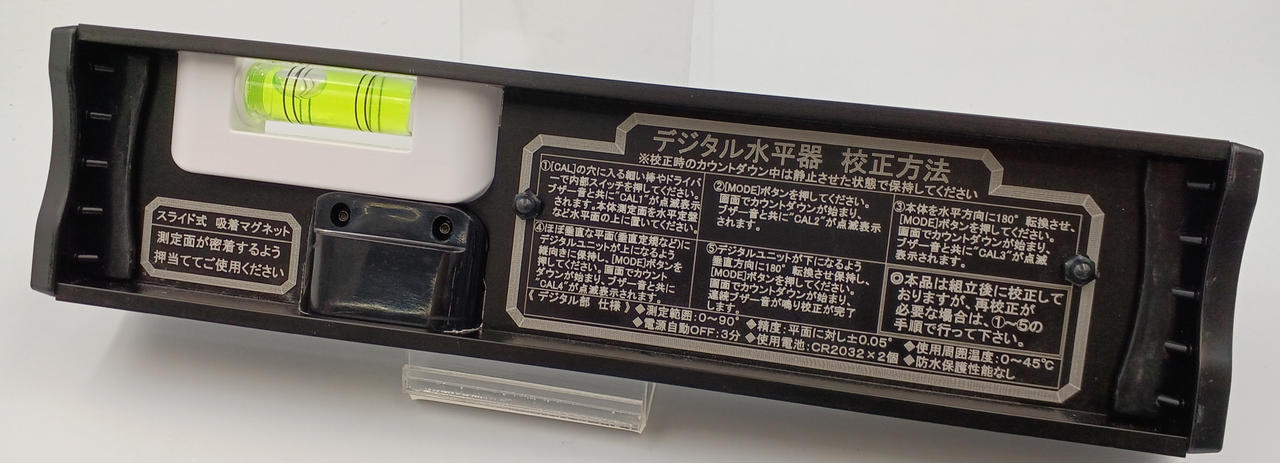 スライド式 吸着マグネット
測定面が密着するよう
押当ててご使用ください
デジタル水平器 校正方法
※校正時のカウントダウン中は静止させた状態で保持してください
①[CAL]の穴に入る細い棒やドライバ
ーで内部スイッチを押してください。
ブザー音と共に"CAL1"が点滅表示
されます。本体測定面を水平定盤
など水平面の上に置いてください。
②[MODE]ボタンを押してください。
画面でカウントダウンが始まり、
ブザー音と共に"CAL2"が点滅表示
されます。
③本体を水平方向に180°転換させ、
[MODE]ボタンを押してください。
画面でカウントダウンが始まり、
ブザー音と共に"CAL3"が点滅
表示されます。
④ほぼ垂直な平面(垂直定規など)に
デジタルユニットが上になるよう
縦向きに保持し、[MODE]ボタンを
押してください。画面でカウント
ダウンが始まり、ブザー音と共に
"CAL4"が点滅表示されます。
⑤デジタルユニットが下になるよう
垂直方向に180°転換させ保持し、
[MODE]ボタンを押してください。
画面でカウントダウンが始まり、
連続ブザー音が鳴り校正が完了
します。
◎本品は組立後に校正して
おりますが、再校正が
必要な場合は、①〜⑤の
手順で行って下さい。
《 デジタル部 仕様 》◆測定範囲:0〜90° ◆精度:平面に対し±0.05° ◆使用周囲温度:0〜45℃
◆電源自動OFF:3分 ◆使用電池:CR2032×2個 ◆防水保護性能なし